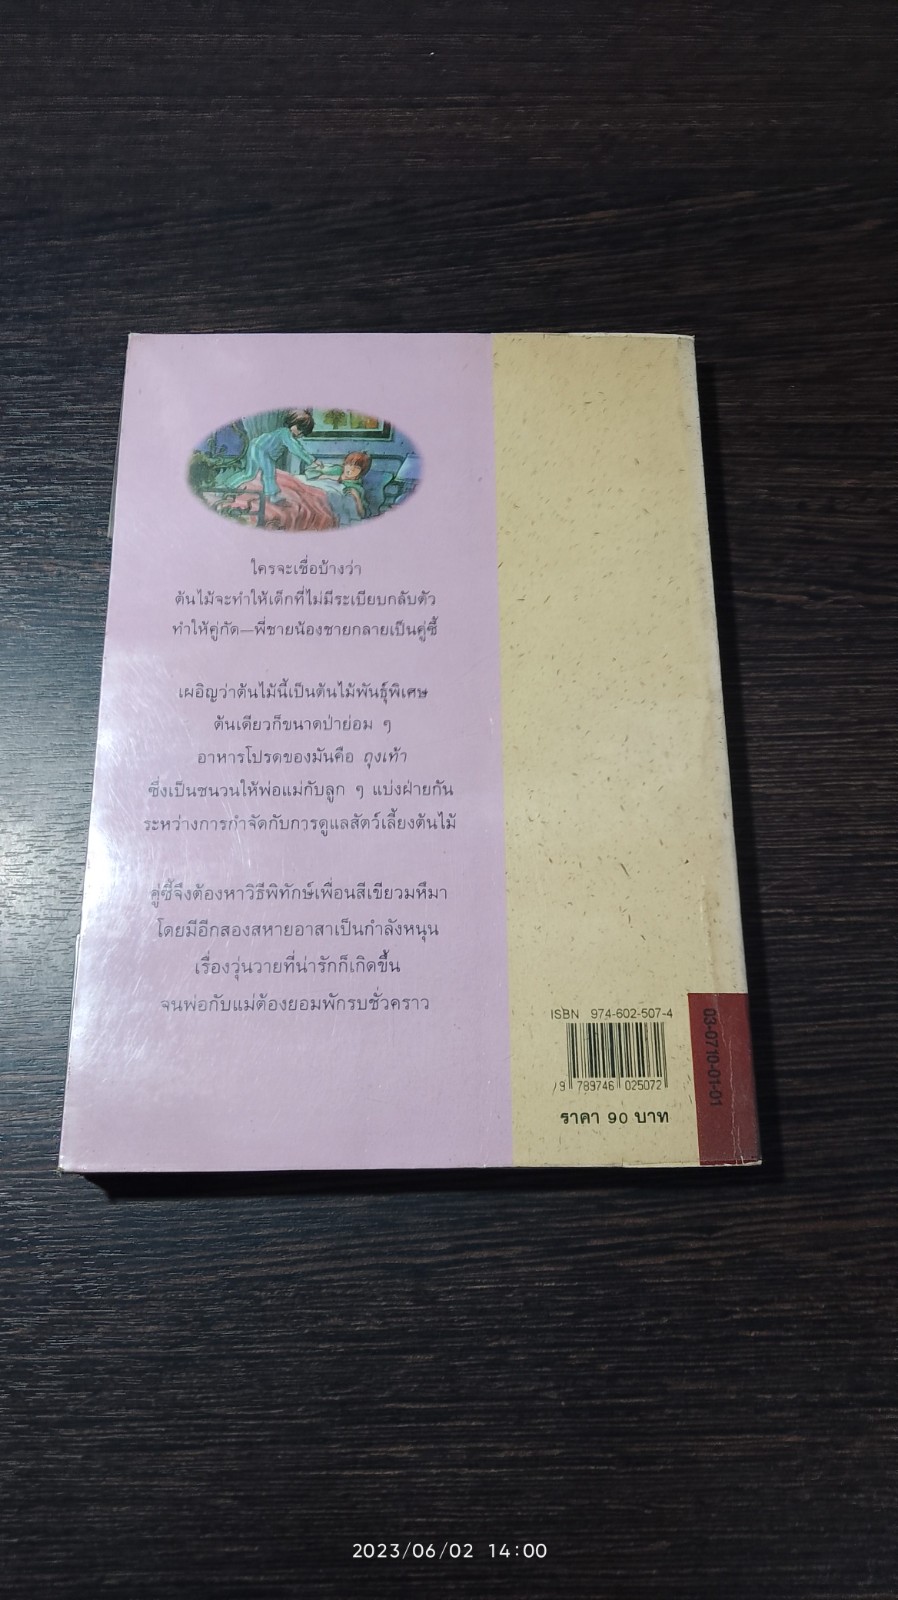 ใครจะเชื่อบ้างว่า
ต้นไม้จะทำให้เด็กที่ไม่มีระเบียบกลับตัว
ทำให้คู่กัด—พี่ชายน้องชายกลายเป็นคู่ซี้
เผอิญว่าต้นไม้นี้เป็นต้นไม้พันธุ์พิเศษ
ต้นเดียวก็ขนาดป่าย่อม ๆ
อาหารโปรดของมันคือ ถุงเท้า
ซึ่งเป็นชนวนให้พ่อแม่กับลูก ๆ แบ่งฝ่ายกัน
ระหว่างการกำจัดกับการดูแลสัตว์เลี้ยงต้นไม้
คู่ซี้จึงต้องหาวิธีพิทักษ์เพื่อนสีเขียวมหึมา
โดยมีอีกสองสหายอาสาเป็นกำลังหนุน
เรื่องวุ่นวายที่น่ารักก็เกิดขึ้น
จนพ่อกับแม่ต้องยอมพักรบชั่วคราว
ISBN 974-602-507-4
9 789746 025072
ราคา 90 บาท
03-0710-01-01
2023/06/02 14:00